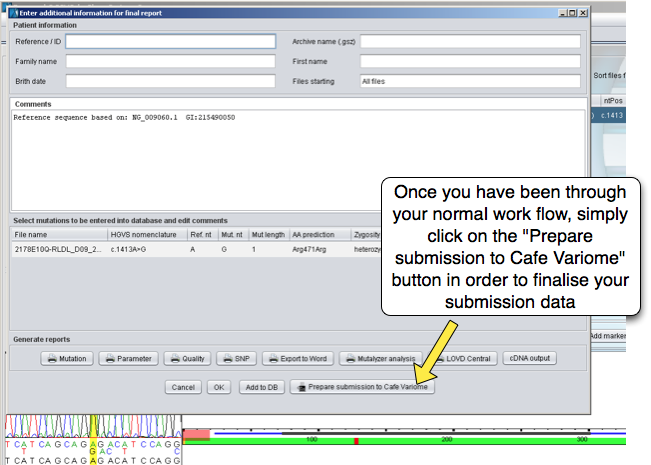 Enter additional information for final report
Patient information
Reference / ID
Archive name (.gsz)
Family name
First name
Brith date
Files starting
All files
Sort files f
ntPos
c.1413
Comments
Reference sequence based on: NG_009060.1 GI:215490050
Once you have been through
your normal work flow, simply
click on the "Prepare
submission to Cafe Variome"
button in order to finalise your
submission data
Select mutations to be entered into database and edit comments
File name HGVS nomenclature Ref. nt Mut. nt Mut length AA prediction Zygosity
2178E10Q-RLDL_D09_2... c.1413A>G A G 1 Arg471Arg heterozy
Add marker
Generate reports
Mutation Parameter Quality SNP Export to Word Mutalyzer analysis LOVD Central cDNA output
Cancel OK Add to DB Prepare submission to Cafe Variome
100 200 300